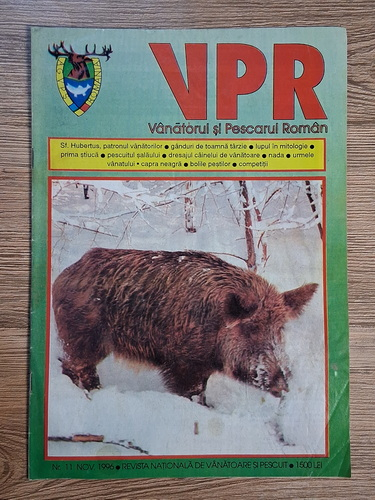 VPR
Vânătorul și Pescarul Român
Sf. Hubertus, patronul vânătorilor ● gânduri de toamnă târzie ● lupul în mitologie ●
prima știucă ● pescuitul șalăului ● dresajul câinelui de vânătoare ● nada ● urmele
vânatului • capra neagră ● bolile peștilor ● competiții
Nr. 11 NOV. 1996 ● REVISTA NAȚIONALĂ DE VÂNĂTOARE ȘI PESCUIT ● 1500 LEI